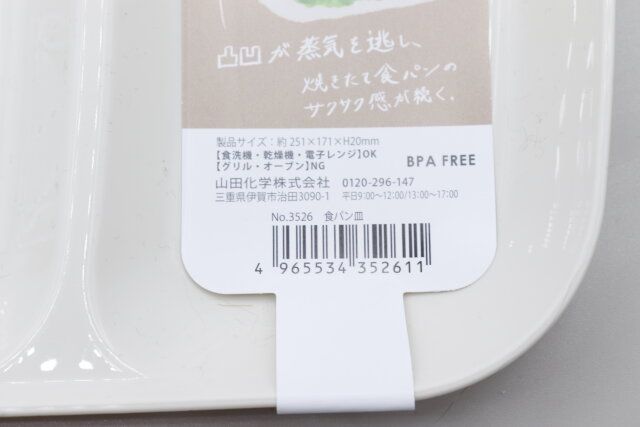 凸凹が蒸気を逃し、
焼きたて食パンの
サクサク感が続く。
製品サイズ：約 251×171×H20mm
【食洗機・乾燥機・電子レンジ】OK
【グリル・オーブン】NG
BPA FREE
山田化学株式会社 0120-296-147
三重県伊賀市治田3090-1 平日9:00〜12:00/13:00〜17:00
No.3526 食パン皿
4 965534 352611